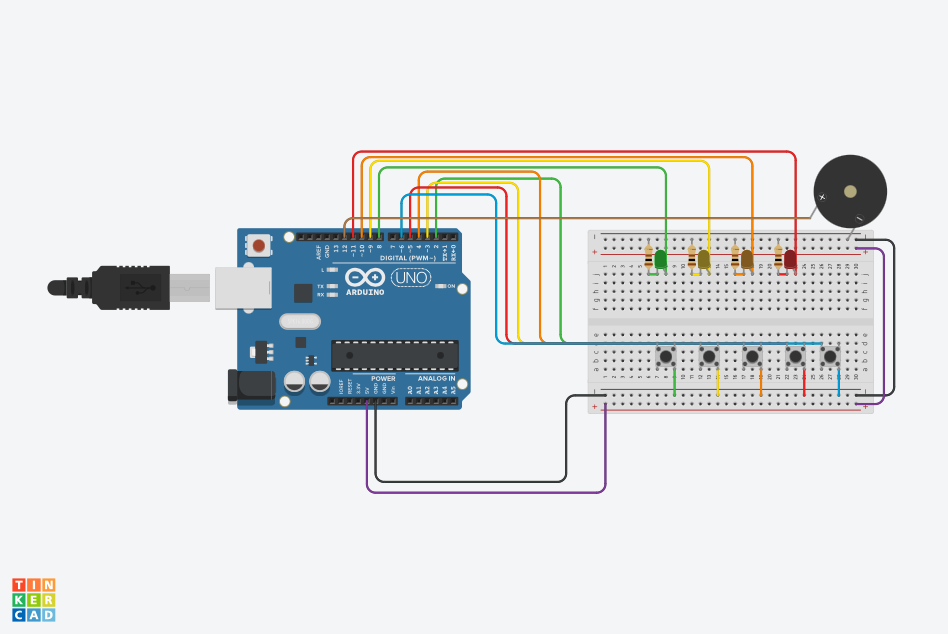 AREF
GND
13
12
~11
~10
~9
8
7
~6
~5
4
~3
2
TX→1
RX←0
DIGITAL (PWM~)
L
TX
RX
ARDUINO
UNO
ON
POWER
ANALOG IN
IOREF
RESET
3.3V
5V
GND
GND
Vin
A0
A1
A2
A3
A4
A5
j
i
h
g
f
e
d
c
b
a
TIN
KER
CAD